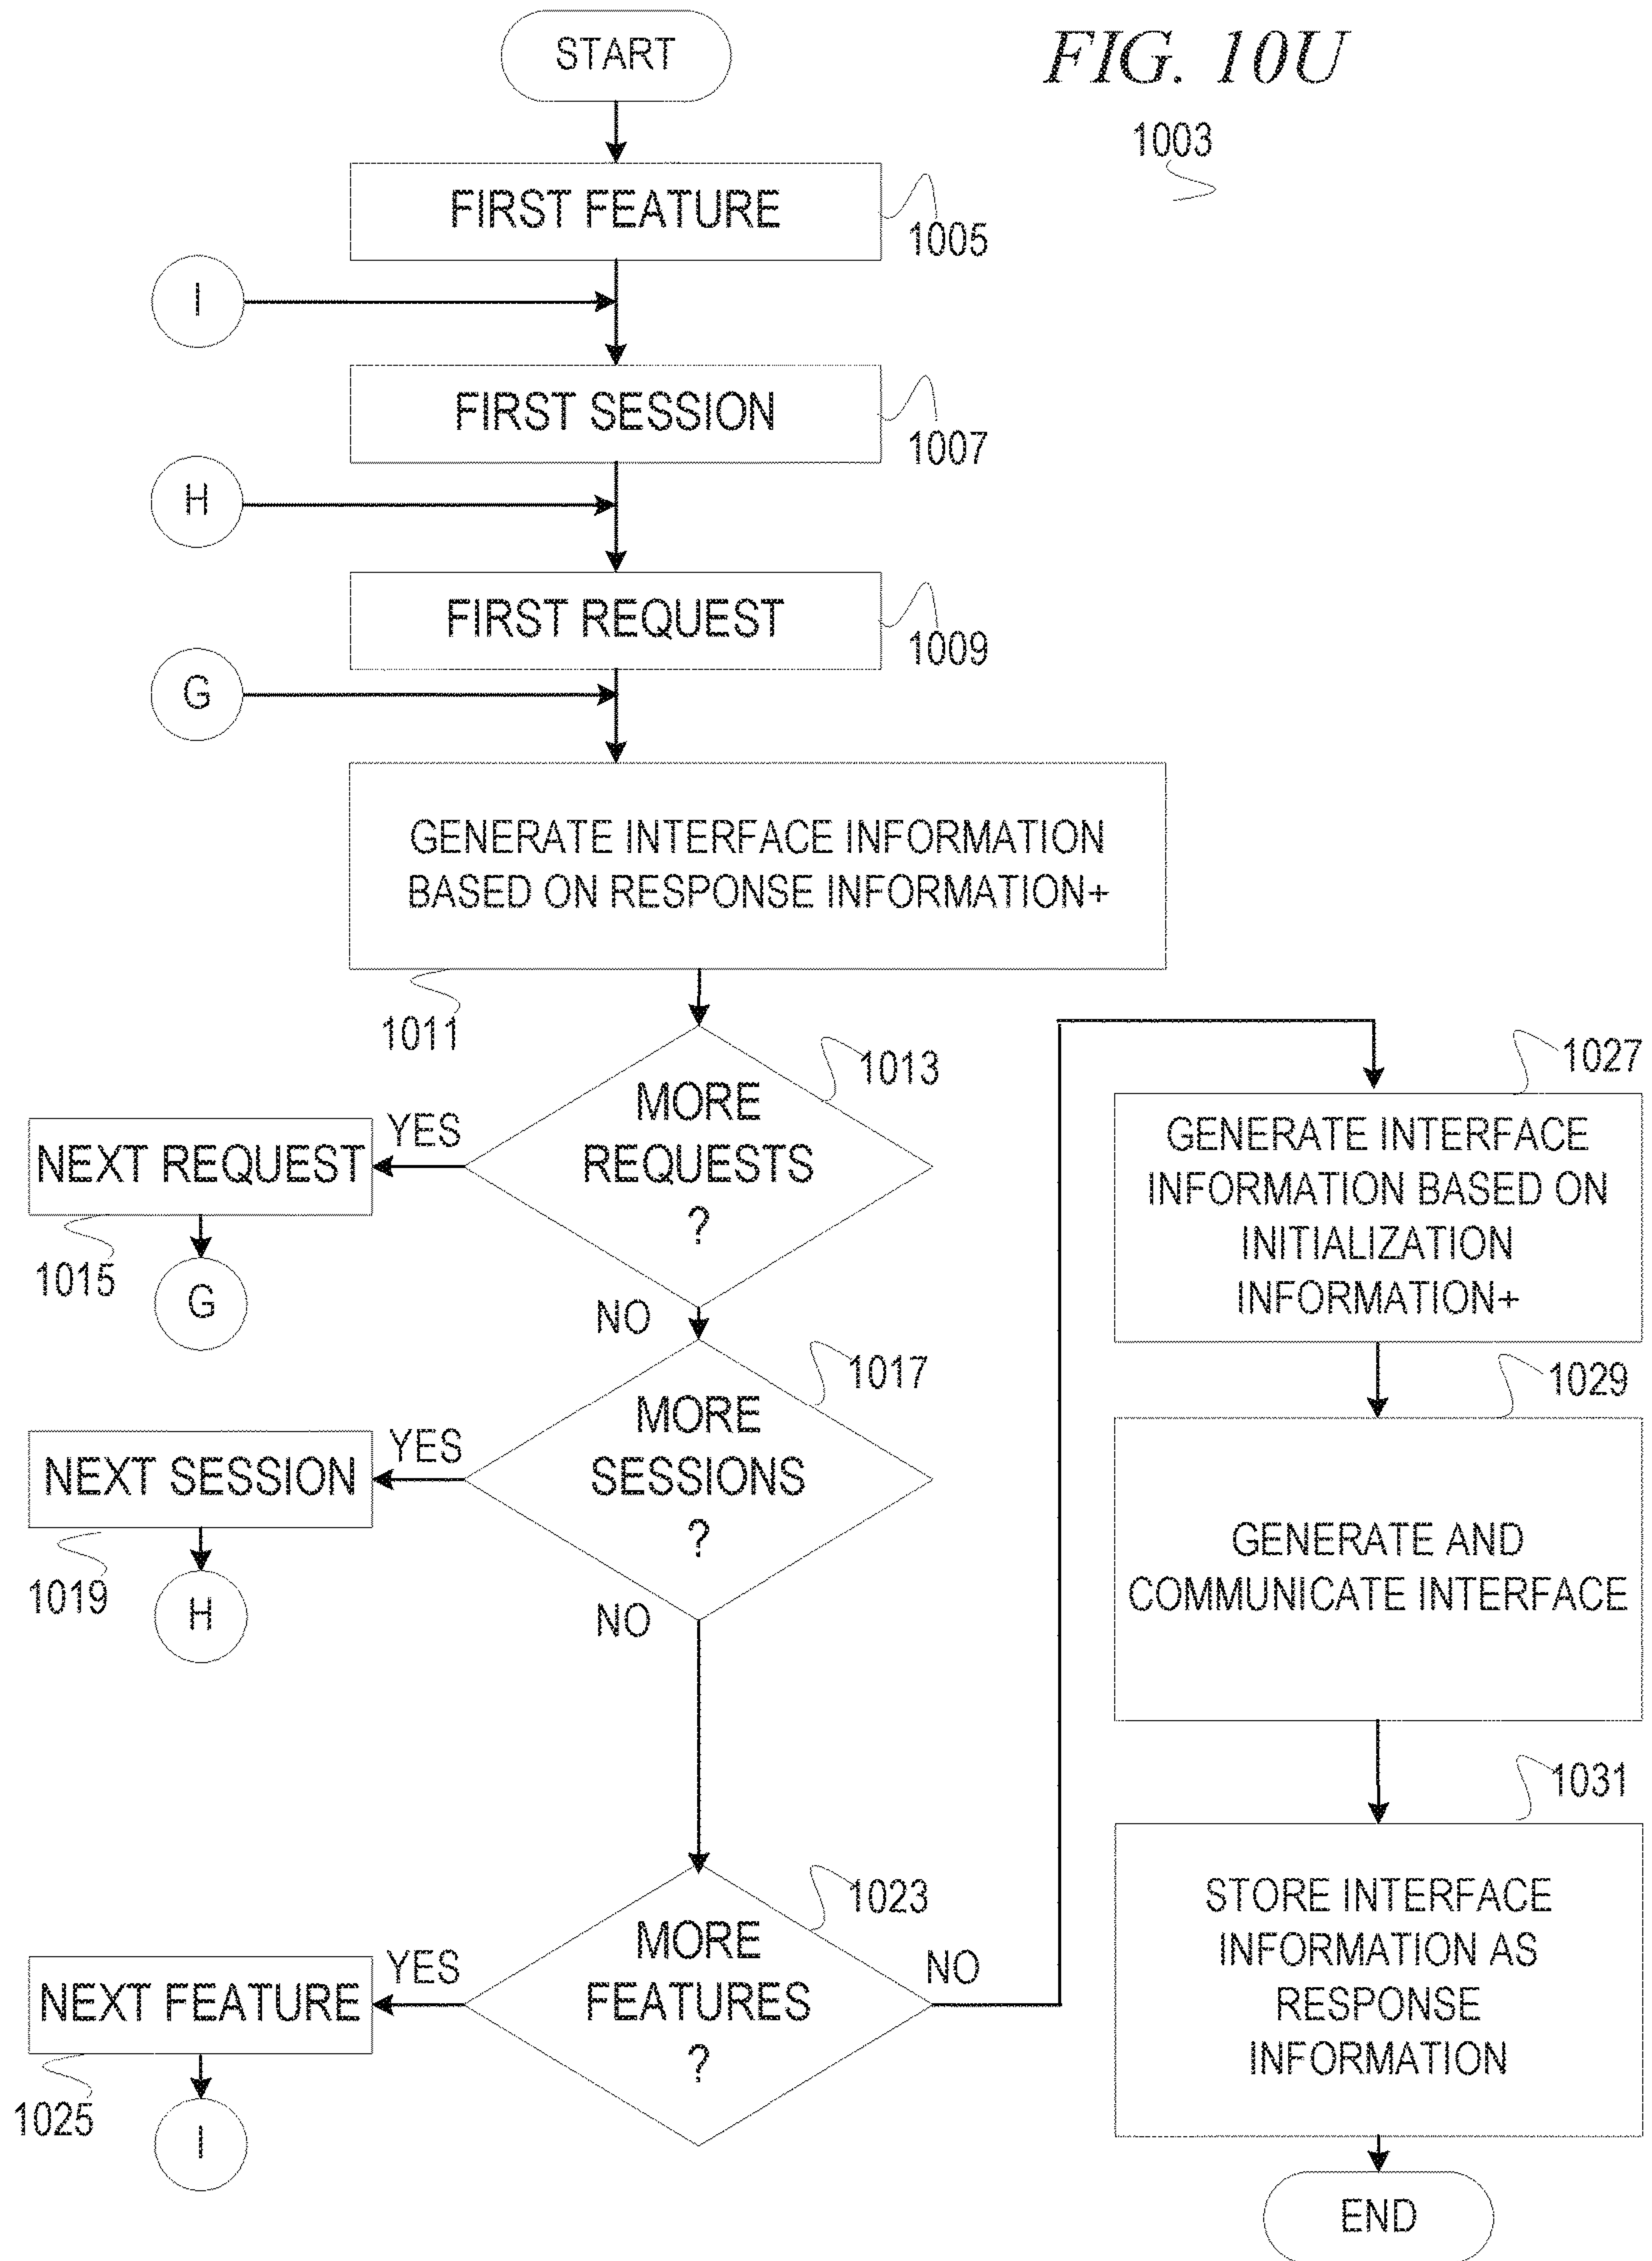 START
FIG. 10U
1003
FIRST FEATURE
1005
I
FIRST SESSION
1007
H
FIRST REQUEST
1009
G
GENERATE INTERFACE INFORMATION
BASED ON RESPONSE INFORMATION+
1011
1013
MORE
REQUESTS
?
YES
NEXT REQUEST
1015
G
NO
1017
MORE
SESSIONS
?
YES
NEXT SESSION
1019
H
NO
1023
MORE
FEATURES
?
YES
NEXT FEATURE
1025
I
NO
1027
GENERATE INTERFACE
INFORMATION BASED ON
INITIALIZATION
INFORMATION+
1029
GENERATE AND
COMMUNICATE INTERFACE
1031
STORE INTERFACE
INFORMATION AS
RESPONSE
INFORMATION
END